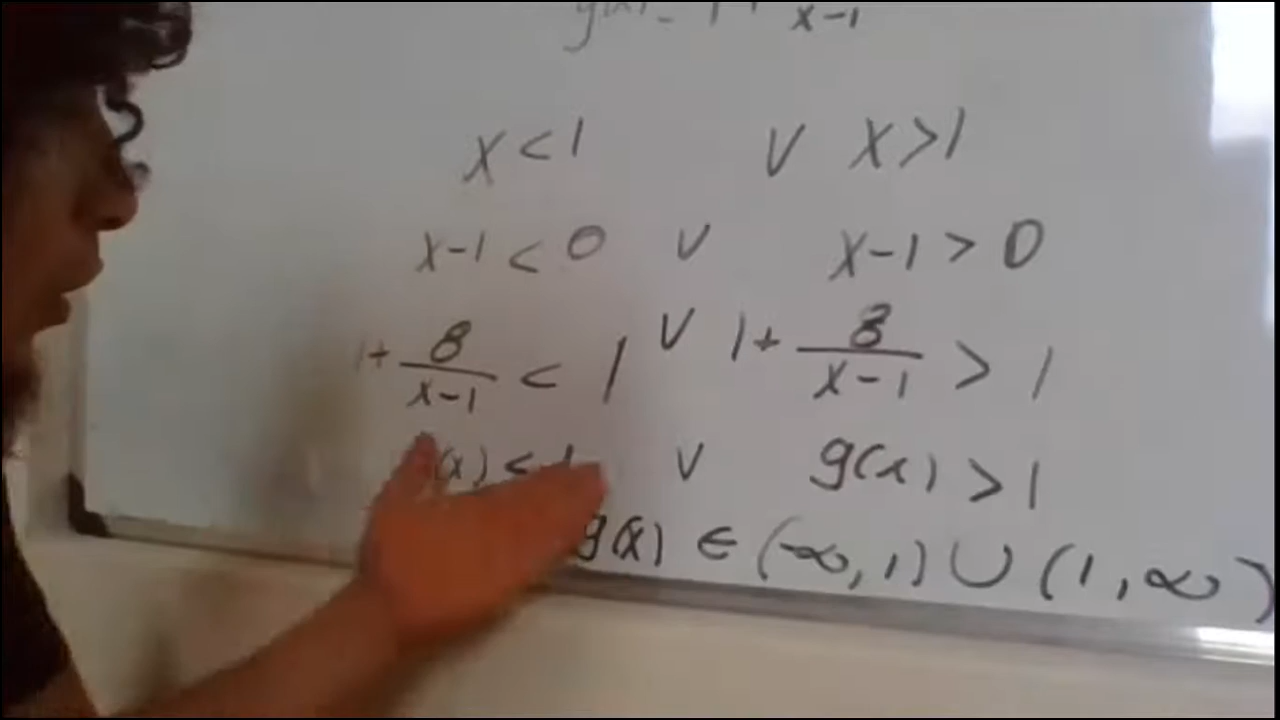 x-1
x < 1 ∨ x > 1
x-1 < 0 ∨ x-1 > 0
1+ 8/(x-1) < 1 ∨ 1+ 8/(x-1) > 1
(x) < 1 ∨ g(x) > 1
g(x) ∈ (-∞, 1) ∪ (1, ∞)